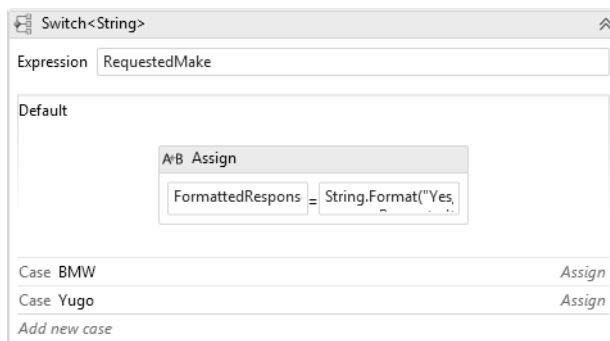 Switch<String>
Expression RequestedMake
Default
A+B Assign
FormattedRespons = String.Format("Yes,
Case BMW Assign
Case Yugo Assign
Add new case